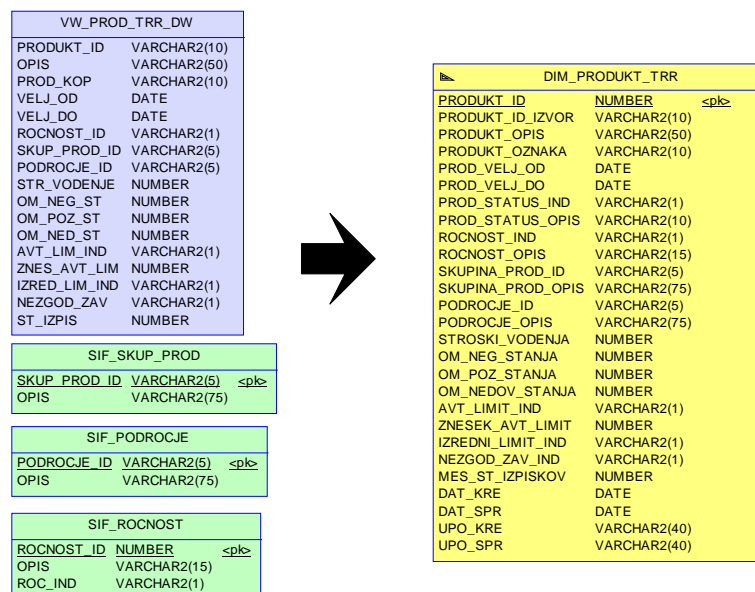 VW_PROD_TRR_DW
PRODUKT_ID VARCHAR2(10)
OPIS VARCHAR2(50)
PROD_KOP VARCHAR2(10)
VELJ_OD DATE
VELJ_DO DATE
ROCNOST_ID VARCHAR2(1)
SKUP_PROD_ID VARCHAR2(5)
PODROCJE_ID VARCHAR2(5)
STR_VODENJE NUMBER
OM_NEG_ST NUMBER
OM_POZ_ST NUMBER
OM_NED_ST NUMBER
AVT_LIM_IND VARCHAR2(1)
ZNES_AVT_LIM NUMBER
IZRED_LIM_IND VARCHAR2(1)
NEZGOD_ZAV VARCHAR2(1)
ST_IZPIS NUMBER
SIF_SKUP_PROD
SKUP_PROD_ID VARCHAR2(5) <pk>
OPIS VARCHAR2(75)
SIF_PODROCJE
PODROCJE_ID VARCHAR2(5) <pk>
OPIS VARCHAR2(75)
SIF_ROCNOST
ROCNOST_ID NUMBER <pk>
OPIS VARCHAR2(15)
ROC_IND VARCHAR2(1)
DIM_PRODUKT_TRR
PRODUKT_ID NUMBER <pk>
PRODUKT_ID_IZVOR VARCHAR2(10)
PRODUKT_OPIS VARCHAR2(50)
PRODUKT_OZNAKA VARCHAR2(10)
PROD_VELJ_OD DATE
PROD_VELJ_DO DATE
PROD_STATUS_IND VARCHAR2(1)
PROD_STATUS_OPIS VARCHAR2(10)
ROCNOST_IND VARCHAR2(1)
ROCNOST_OPIS VARCHAR2(15)
SKUPINA_PROD_ID VARCHAR2(5)
SKUPINA_PROD_OPIS VARCHAR2(75)
PODROCJE_ID VARCHAR2(5)
PODROCJE_OPIS VARCHAR2(75)
STROSKI_VODENJA NUMBER
OM_NEG_STANJA NUMBER
OM_POZ_STANJA NUMBER
OM_NEDOV_STANJA NUMBER
AVT_LIMIT_IND VARCHAR2(1)
ZNESEK_AVT_LIMIT NUMBER
IZREDNI_LIMIT_IND VARCHAR2(1)
NEZGOD_ZAV_IND VARCHAR2(1)
MES_ST_IZPISKOV NUMBER
DAT_KRE DATE
DAT_SPR DATE
UPO_KRE VARCHAR2(40)
UPO_SPR VARCHAR2(40)